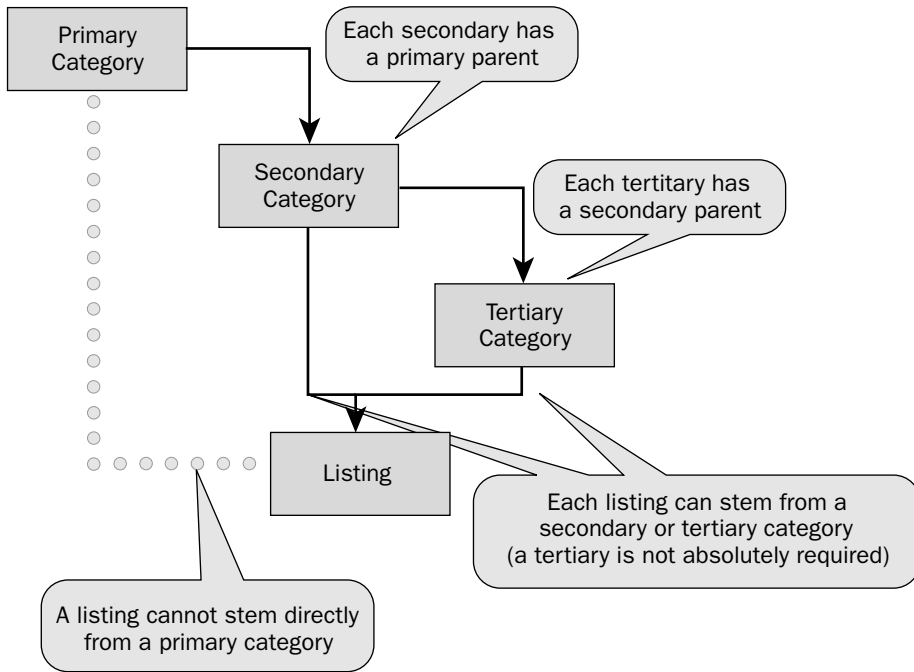 Primary
Category
Each secondary has
a primary parent
Secondary
Category
Each tertitary has
a secondary parent
Tertiary
Category
Listing
Each listing can stem from a
secondary or tertiary category
(a tertiary is not absolutely required)
A listing cannot stem directly
from a primary category